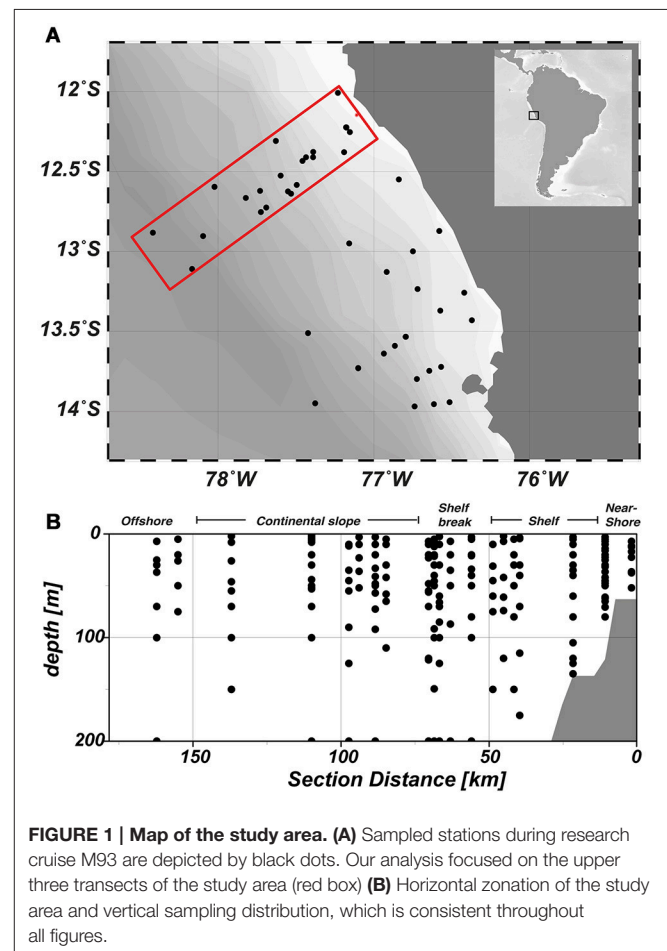 A
12°S
12.5°S
13°S
13.5°S
14°S
78°W 77°W 76°W
B
Offshore Continental slope Shelf break Shelf Near-Shore
0
100
200
depth [m]
150 100 50 0
Section Distance [km]
FIGURE 1 | Map of the study area. (A) Sampled stations during research
cruise M93 are depicted by black dots. Our analysis focused on the upper
three transects of the study area (red box) (B) Horizontal zonation of the study
area and vertical sampling distribution, which is consistent throughout
all figures.